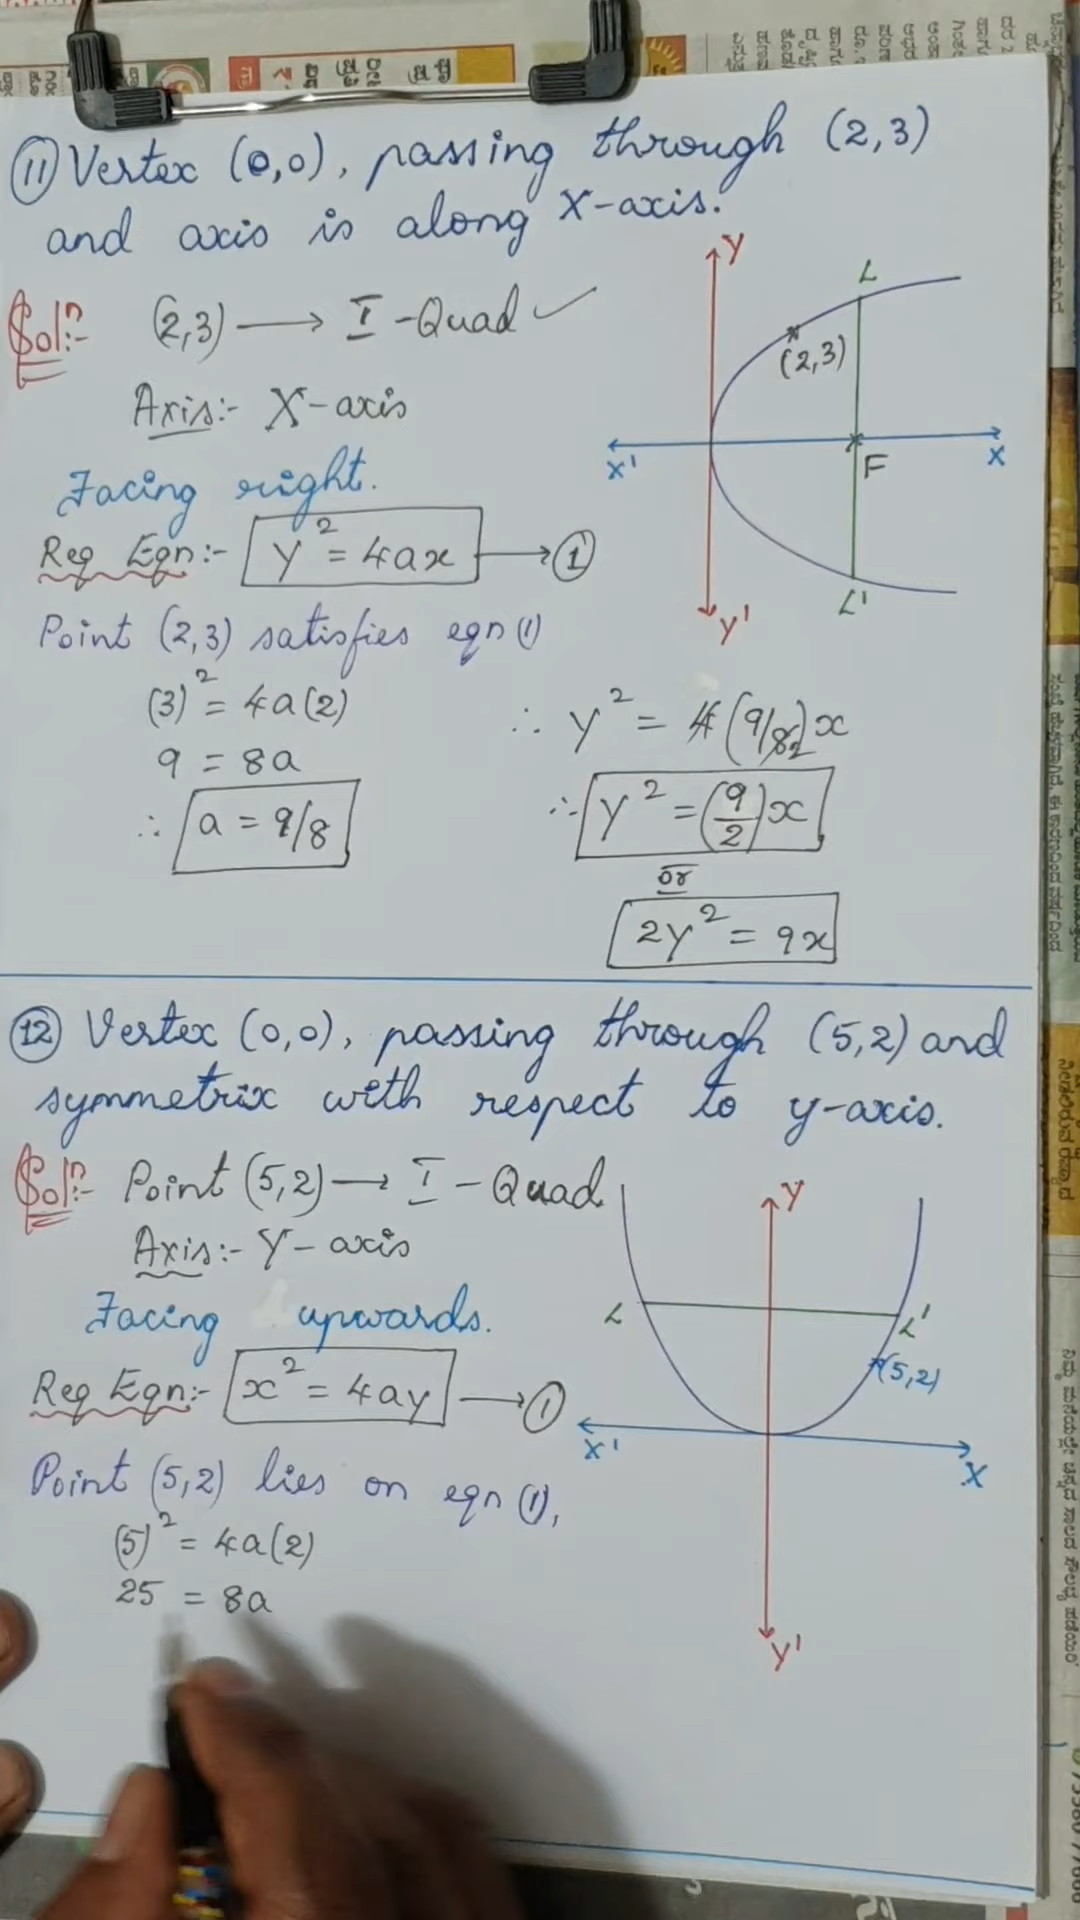 ⑪ Vertex (0,0), passing through (2,3)
and axis is along X-axis.
Solⁿ:- (2,3) ⟶ I-Quad ✓
Axis:- X-axis
Facing right.
Req Eqn:- y² = 4ax ⟶ ①
Point (2,3) satisfies eqn (1)
(3)² = 4a(2)
9 = 8a
∴ a = 9/8
Y
L
(2,3)
X'
F
X
L'
Y'
∴ y² = 4(9/8₂)x
∴ y² = (9/2)x
or
2y² = 9x
⑫ Vertex (0,0), passing through (5,2) and
symmetrix with respect to y-axis.
Solⁿ:- Point (5,2) ⟶ I - Quad
Axis:- Y-axis
Facing upwards.
Req Eqn:- x² = 4ay ⟶ ①
Point (5,2) lies on eqn (1),
(5)² = 4a(2)
25 = 8a
Y
L
L'
(5,2)
X'
X
Y'